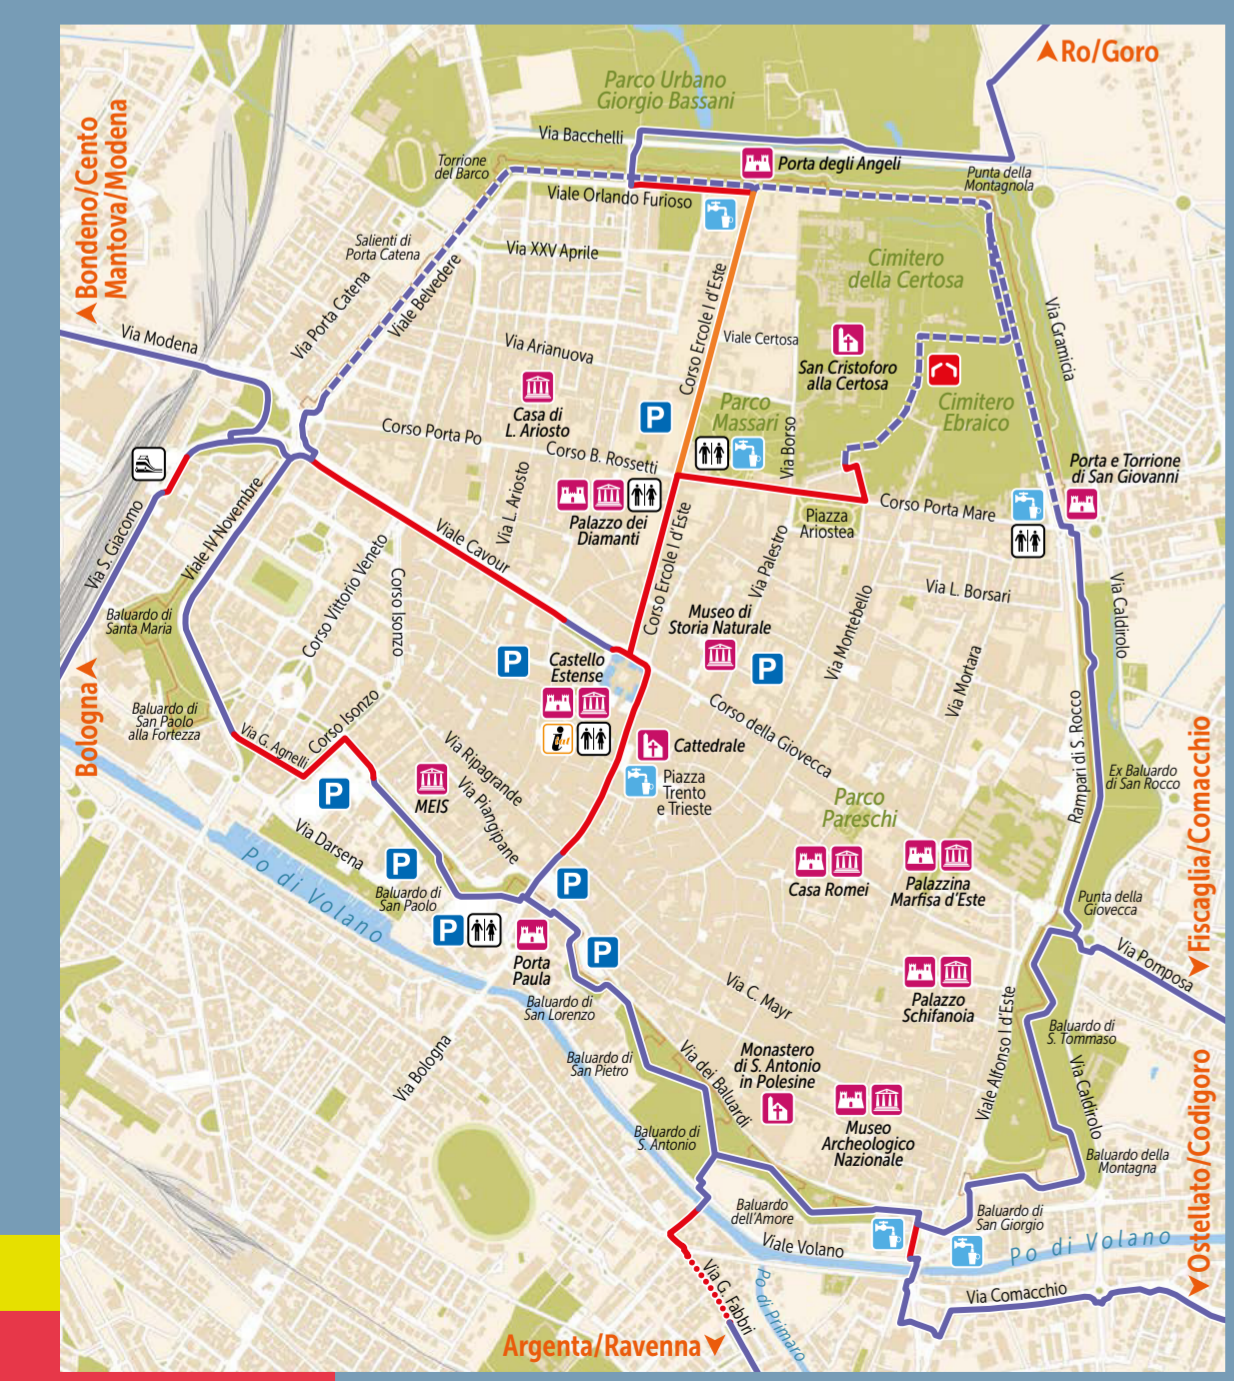 Ro/Goro
Parco Urbano
Giorgio Bassani
Bondeno/Cento
Mantova/Modena
Via Bacchelli
Torrione
del Barco
Porta degli Angeli
Punta della
Montagnola
Viale Orlando Furioso
Salienti di
Porta Catena
Via XXV Aprile
Cimitero
della Certosa
Via Porta Catena
Viale Belvedere
Corso Ercole I d'Este
Via Gramicia
Via Modena
Via Arianuova
Viale Certosa
San Cristoforo
alla Certosa
Casa di
L. Ariosto
P
Parco
Massari
Cimitero
Ebraico
Corso Porta Po
Corso B. Rossetti
Via Borso
Porta e Torrione
di San Giovanni
Via L. Ariosto
Palazzo dei
Diamanti
Piazza
Ariostea
Corso Porta Mare
Via S. Giacomo
Viale IV Novembre
Viale Cavour
Corso Ercole I d'Este
Via Palestro
Corso Vittorio Veneto
Corso Isonzo
Via L. Borsari
Via Caldirolo
Baluardo di
Santa Maria
Museo di
Storia Naturale
Via Montebello
Via Mortara
P
Castello
Estense
P
Bologna
Baluardo di
San Paolo
alla Fortezza
Via G. Agnelli
Corso Isonzo
Corso della Giovecca
Rampari di S. Rocco
i
Cattedrale
Via Ripagrande
Via Piangipane
MEIS
P
Piazza
Trento
e Trieste
Parco
Pareschi
Ex Baluardo
di San Rocco
Fiscaglia/Comacchio
Via Darsena
Po di Volano
P
Baluardo di
San Paolo
P
Casa Romei
Palazzina
Marfisa d'Este
Punta della
Giovecca
P
Porta
Paula
P
Via Pomposa
Baluardo di
San Lorenzo
Via C. Mayr
Palazzo
Schifanoia
Viale Alfonso I d'Este
Baluardo di
S. Tommaso
Via Bologna
Baluardo di
San Pietro
Via dei Baluardi
Monastero
di S. Antonio
in Polesine
Via Caldirolo
Ostellato/Codigoro
Baluardo di
S. Antonio
Museo
Archeologico
Nazionale
Baluardo della
Montagna
Baluardo
dell'Amore
Baluardo di
San Giorgio
Viale Volano
Po di Volano
Via G. Fabbri
Po di Primaro
Via Comacchio
Argenta/Ravenna